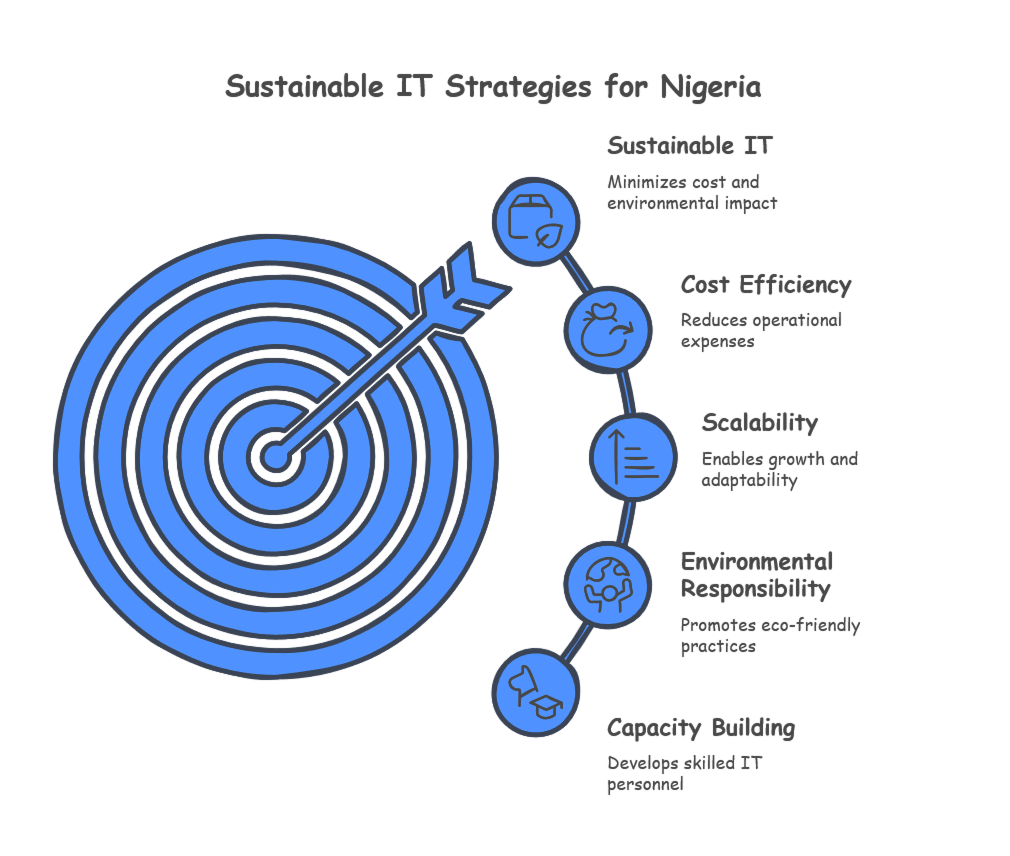 Sustainable IT Strategies for Nigeria
Sustainable IT
Minimizes cost and
environmental impact
Cost Efficiency
Reduces operational
expenses
Scalability
Enables growth and
adaptability
Environmental
Responsibility
Promotes eco-friendly
practices
Capacity Building
Develops skilled IT
personnel